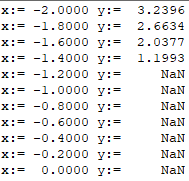 x:= -2.0000 y:= 3.2396
x:= -1.8000 y:= 2.6634
x:= -1.6000 y:= 2.0377
x:= -1.4000 y:= 1.1993
x:= -1.2000 y:= NaN
x:= -1.0000 y:= NaN
x:= -0.8000 y:= NaN
x:= -0.6000 y:= NaN
x:= -0.4000 y:= NaN
x:= -0.2000 y:= NaN
x:= 0.0000 y:= NaN